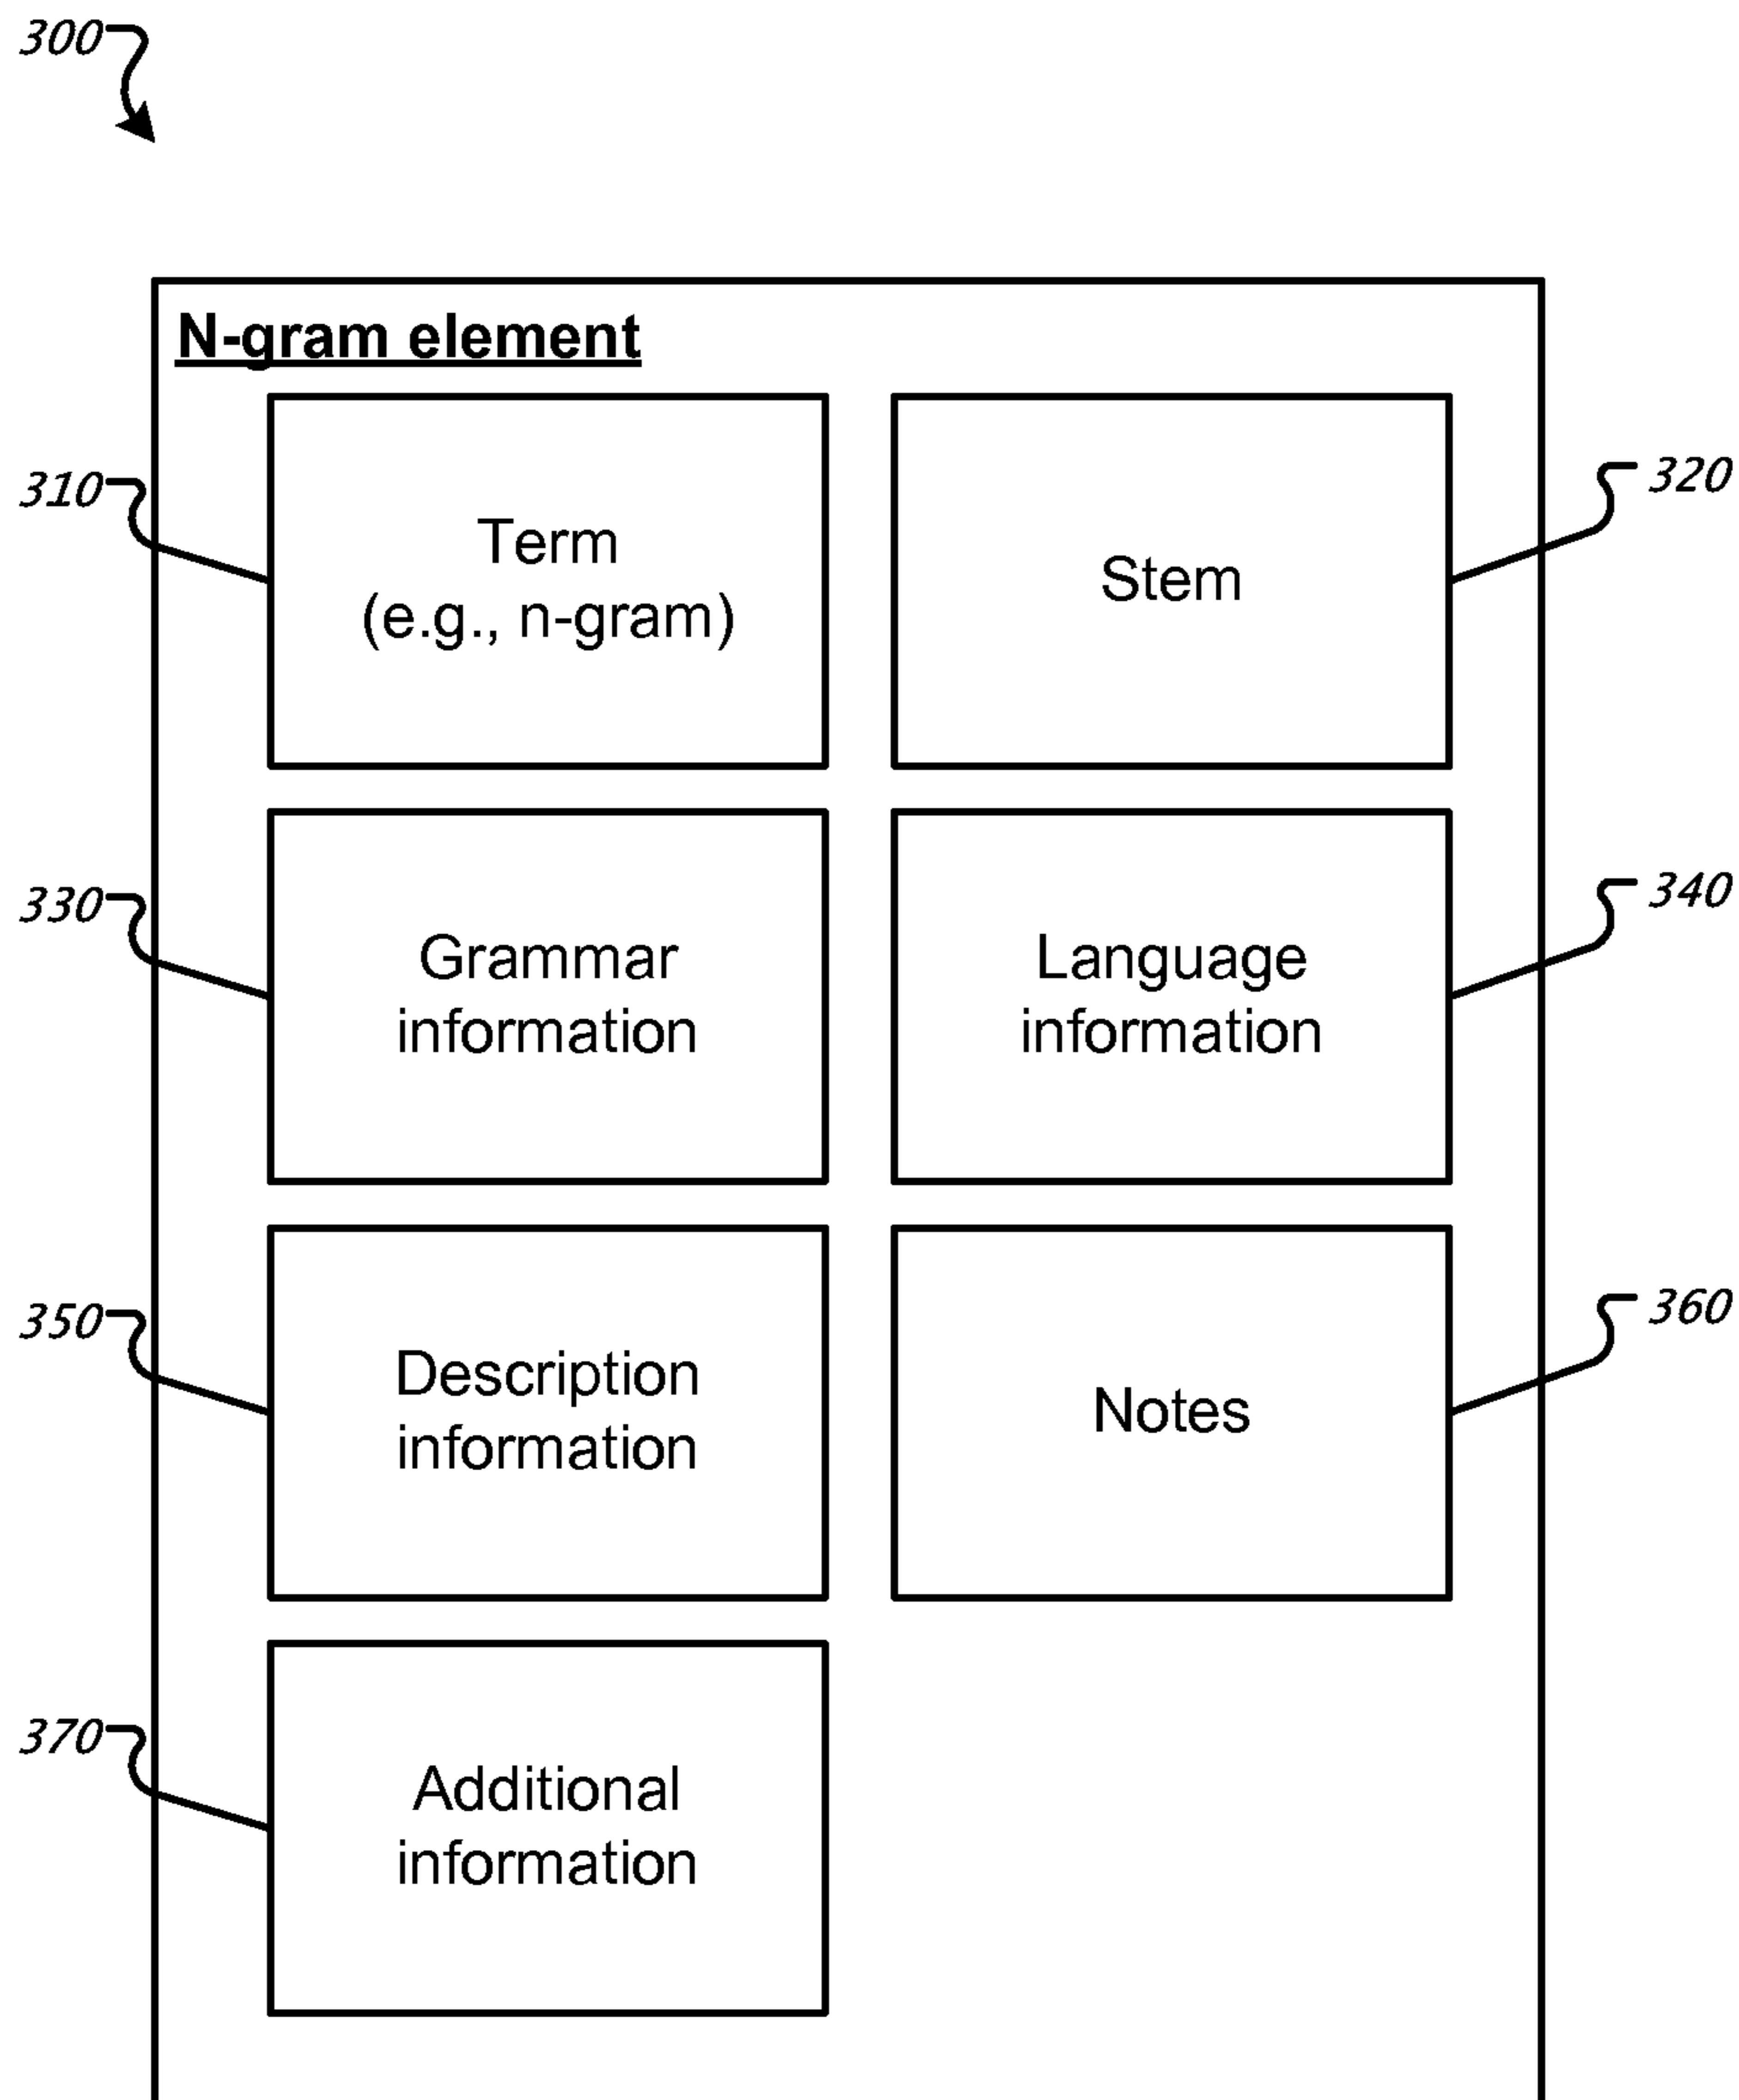 300
N-gram element
310
Term
(e.g., n-gram)
Stem
320
330
Grammar
information
Language
information
340
350
Description
information
Notes
360
370
Additional
information